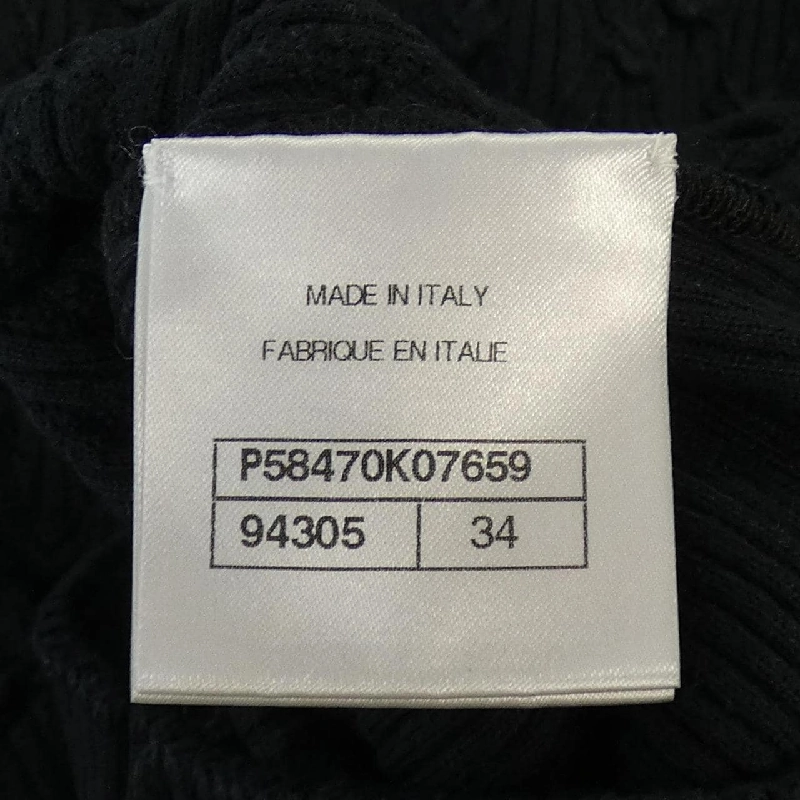 MADE IN ITALY
FABRIQUE EN ITALIE
P58470K07659
94305 34